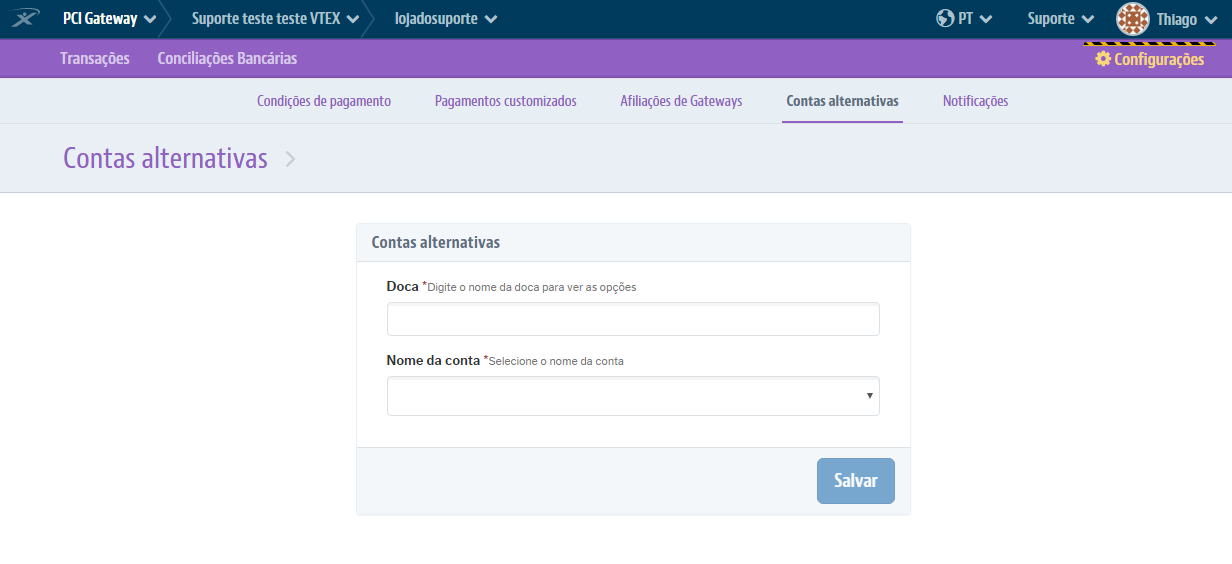 PCI Gateway Suporte teste teste VTEX lojadosuporte PT Suporte Thiago
Transações Conciliações Bancárias Configurações
Condições de pagamento Pagamentos customizados Afiliações de Gateways Contas alternativas Notificações
Contas alternativas
Contas alternativas
Doca *Digite o nome da doca para ver as opções
Nome da conta *Selecione o nome da conta
Salvar